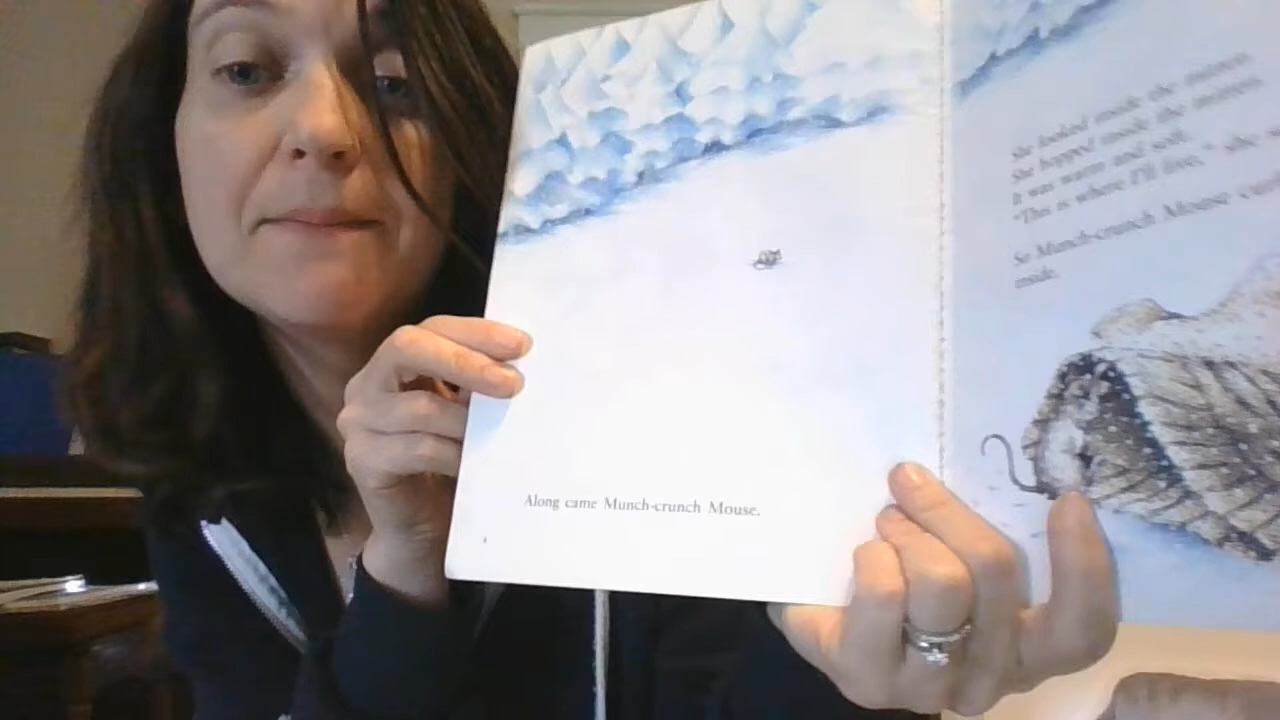 Along came Munch-crunch Mouse.
4
She looked inside the mitten.
She hopped inside the mitten.
It was warm and soft.
"This is where I'll live," she s
So Munch-crunch Mouse
inside.